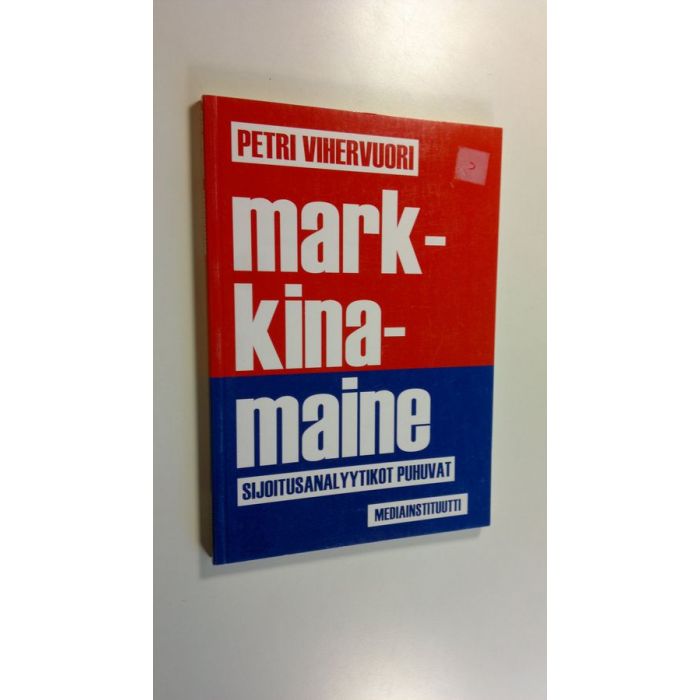 PETRI VIHERVUORI
mark-
kina-
maine
SIJOITUSANALYYTIKOT PUHUVAT
MEDIAINSTITUUTTI